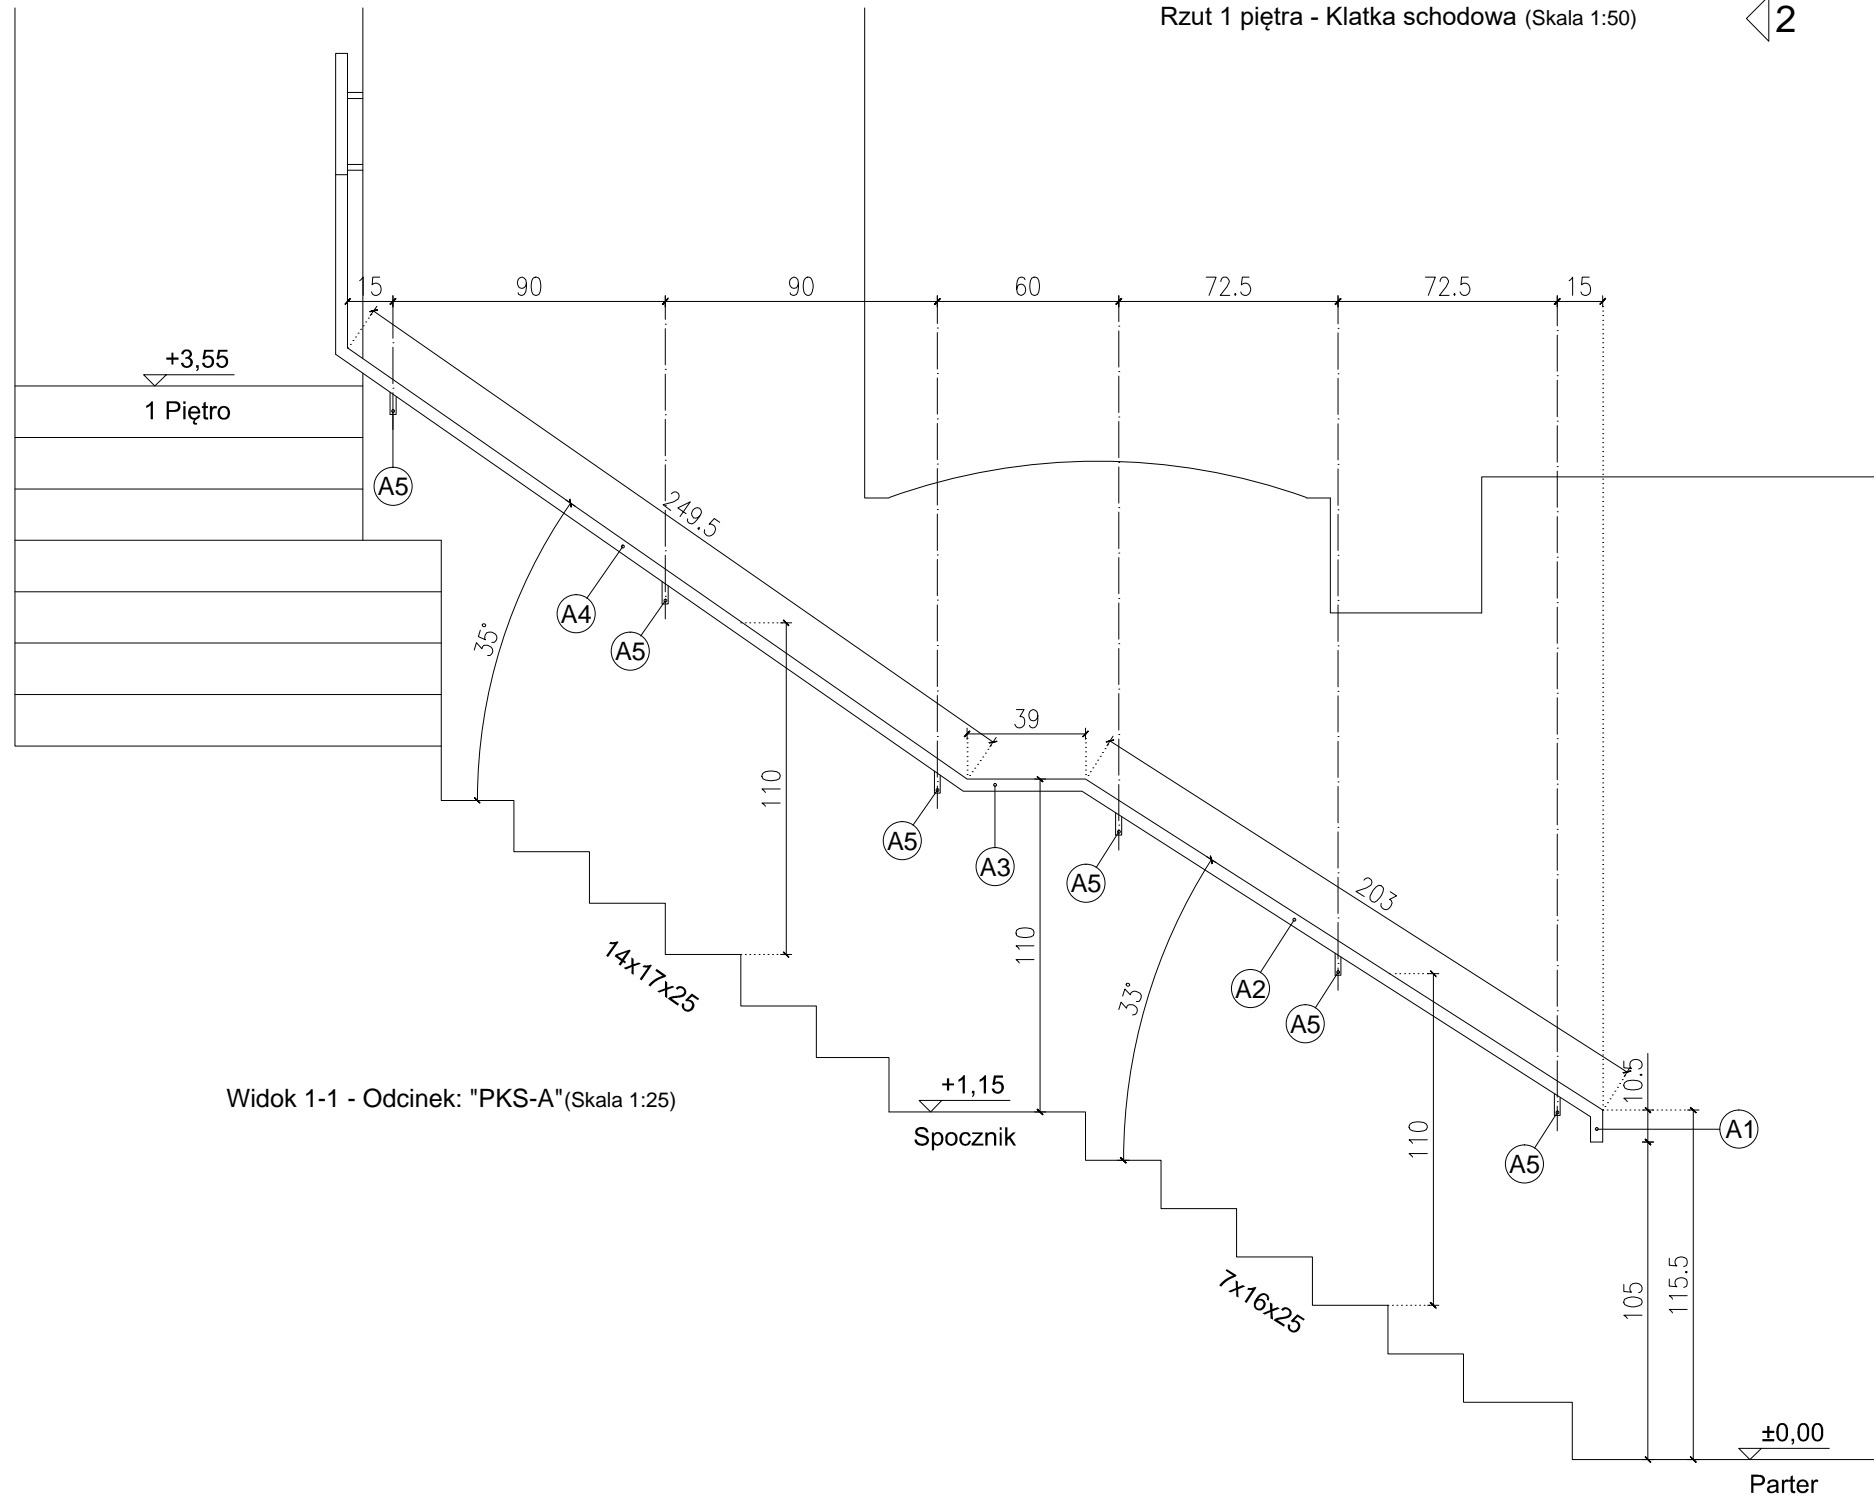 Rzut 1 piętra - Klatka schodowa (Skala 1:50)
2
15
90
90
60
72.5
72.5
15
+3,55
1 Piętro
A5
249.5
35°
A4
A5
110
39
A5
A3
A5
110
203
33°
A2
A5
14x17x25
Widok 1-1 - Odcinek: "PKS-A"(Skala 1:25)
+1,15
Spocznik
110
10.5
A1
A5
105
115.5
7x16x25
±0,00
Parter